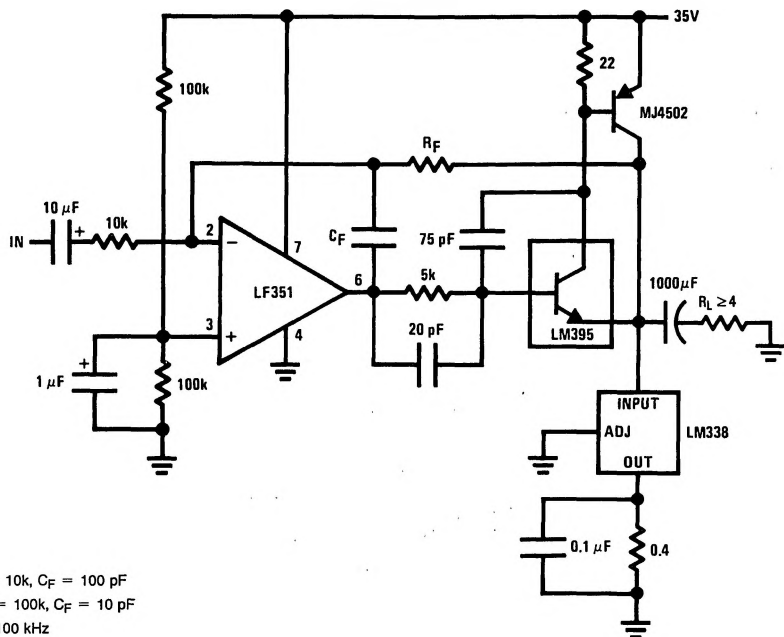 35V
100k
22
MJ4502
RF
10 µF
+
10k
IN
2
−
7
CF
75 pF
LF351
6
5k
3
+
4
20 pF
LM395
1000µF
RL ≥4
+
1 µF
100k
INPUT
ADJ
OUT
LM338
0.1 µF
0.4
10k, CF = 100 pF
= 100k, CF = 10 pF
100 kHz